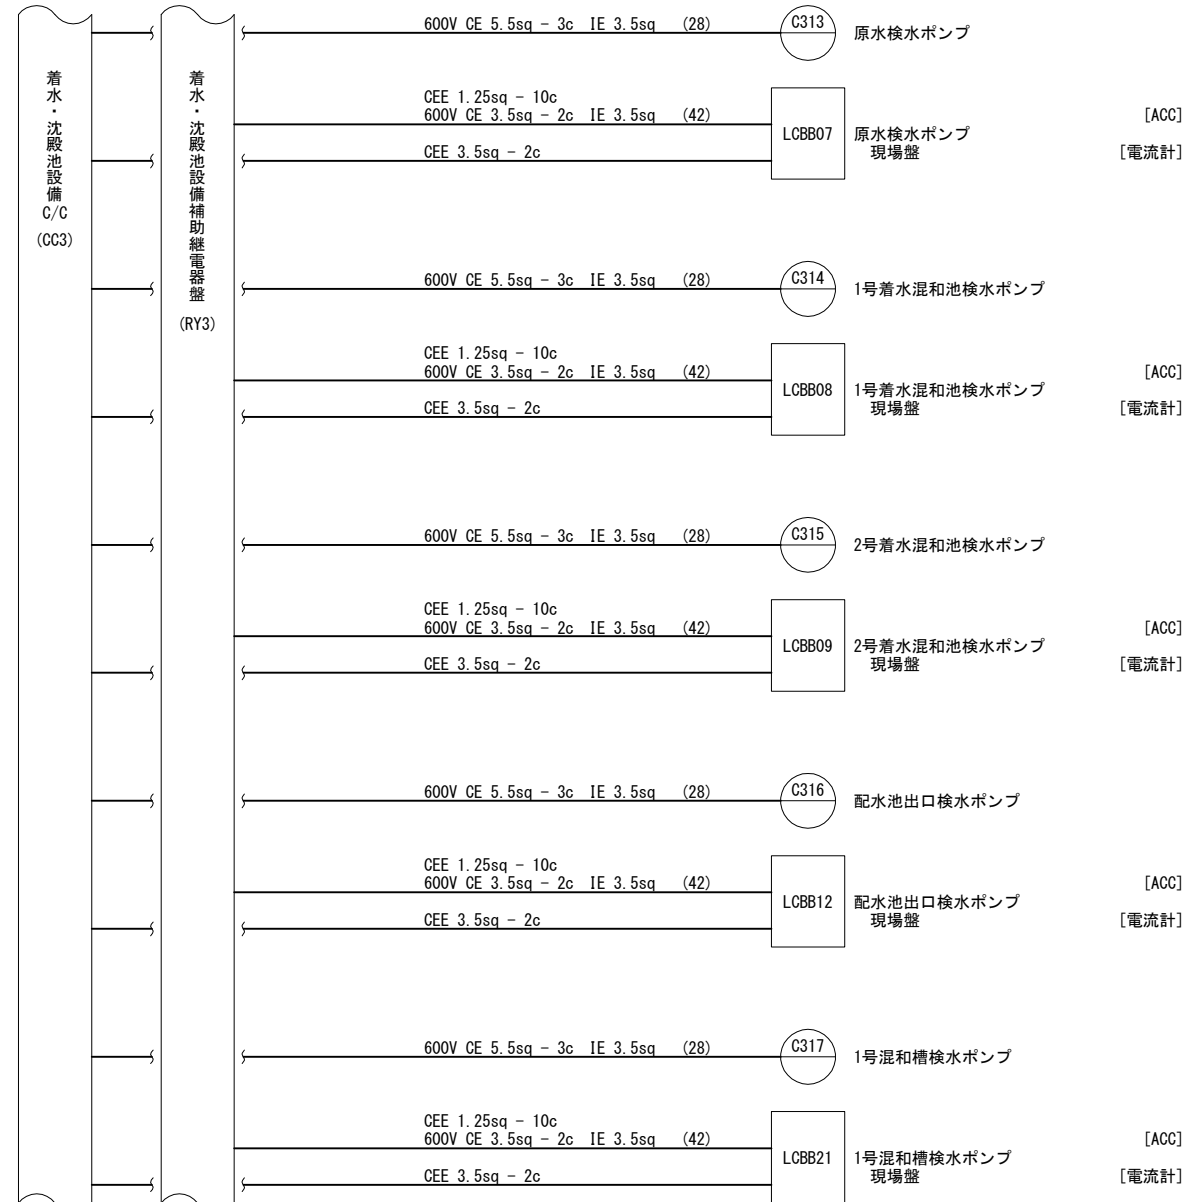 着水・沈殿池設備
C/C
(CC3)
着水・沈殿池設備補助継電器盤
(RY3)
600V CE 5.5sq - 3c IE 3.5sq (28)
C313
原水検水ポンプ
CEE 1.25sq - 10c
600V CE 3.5sq - 2c IE 3.5sq (42)
CEE 3.5sq - 2c
LCBB07
原水検水ポンプ
現場盤
[ACC]
[電流計]
600V CE 5.5sq - 3c IE 3.5sq (28)
C314
1号着水混和池検水ポンプ
CEE 1.25sq - 10c
600V CE 3.5sq - 2c IE 3.5sq (42)
CEE 3.5sq - 2c
LCBB08
1号着水混和池検水ポンプ
現場盤
[ACC]
[電流計]
600V CE 5.5sq - 3c IE 3.5sq (28)
C315
2号着水混和池検水ポンプ
CEE 1.25sq - 10c
600V CE 3.5sq - 2c IE 3.5sq (42)
CEE 3.5sq - 2c
LCBB09
2号着水混和池検水ポンプ
現場盤
[ACC]
[電流計]
600V CE 5.5sq - 3c IE 3.5sq (28)
C316
配水池出口検水ポンプ
CEE 1.25sq - 10c
600V CE 3.5sq - 2c IE 3.5sq (42)
CEE 3.5sq - 2c
LCBB12
配水池出口検水ポンプ
現場盤
[ACC]
[電流計]
600V CE 5.5sq - 3c IE 3.5sq (28)
C317
1号混和槽検水ポンプ
CEE 1.25sq - 10c
600V CE 3.5sq - 2c IE 3.5sq (42)
CEE 3.5sq - 2c
LCBB21
1号混和槽検水ポンプ
現場盤
[ACC]
[電流計]